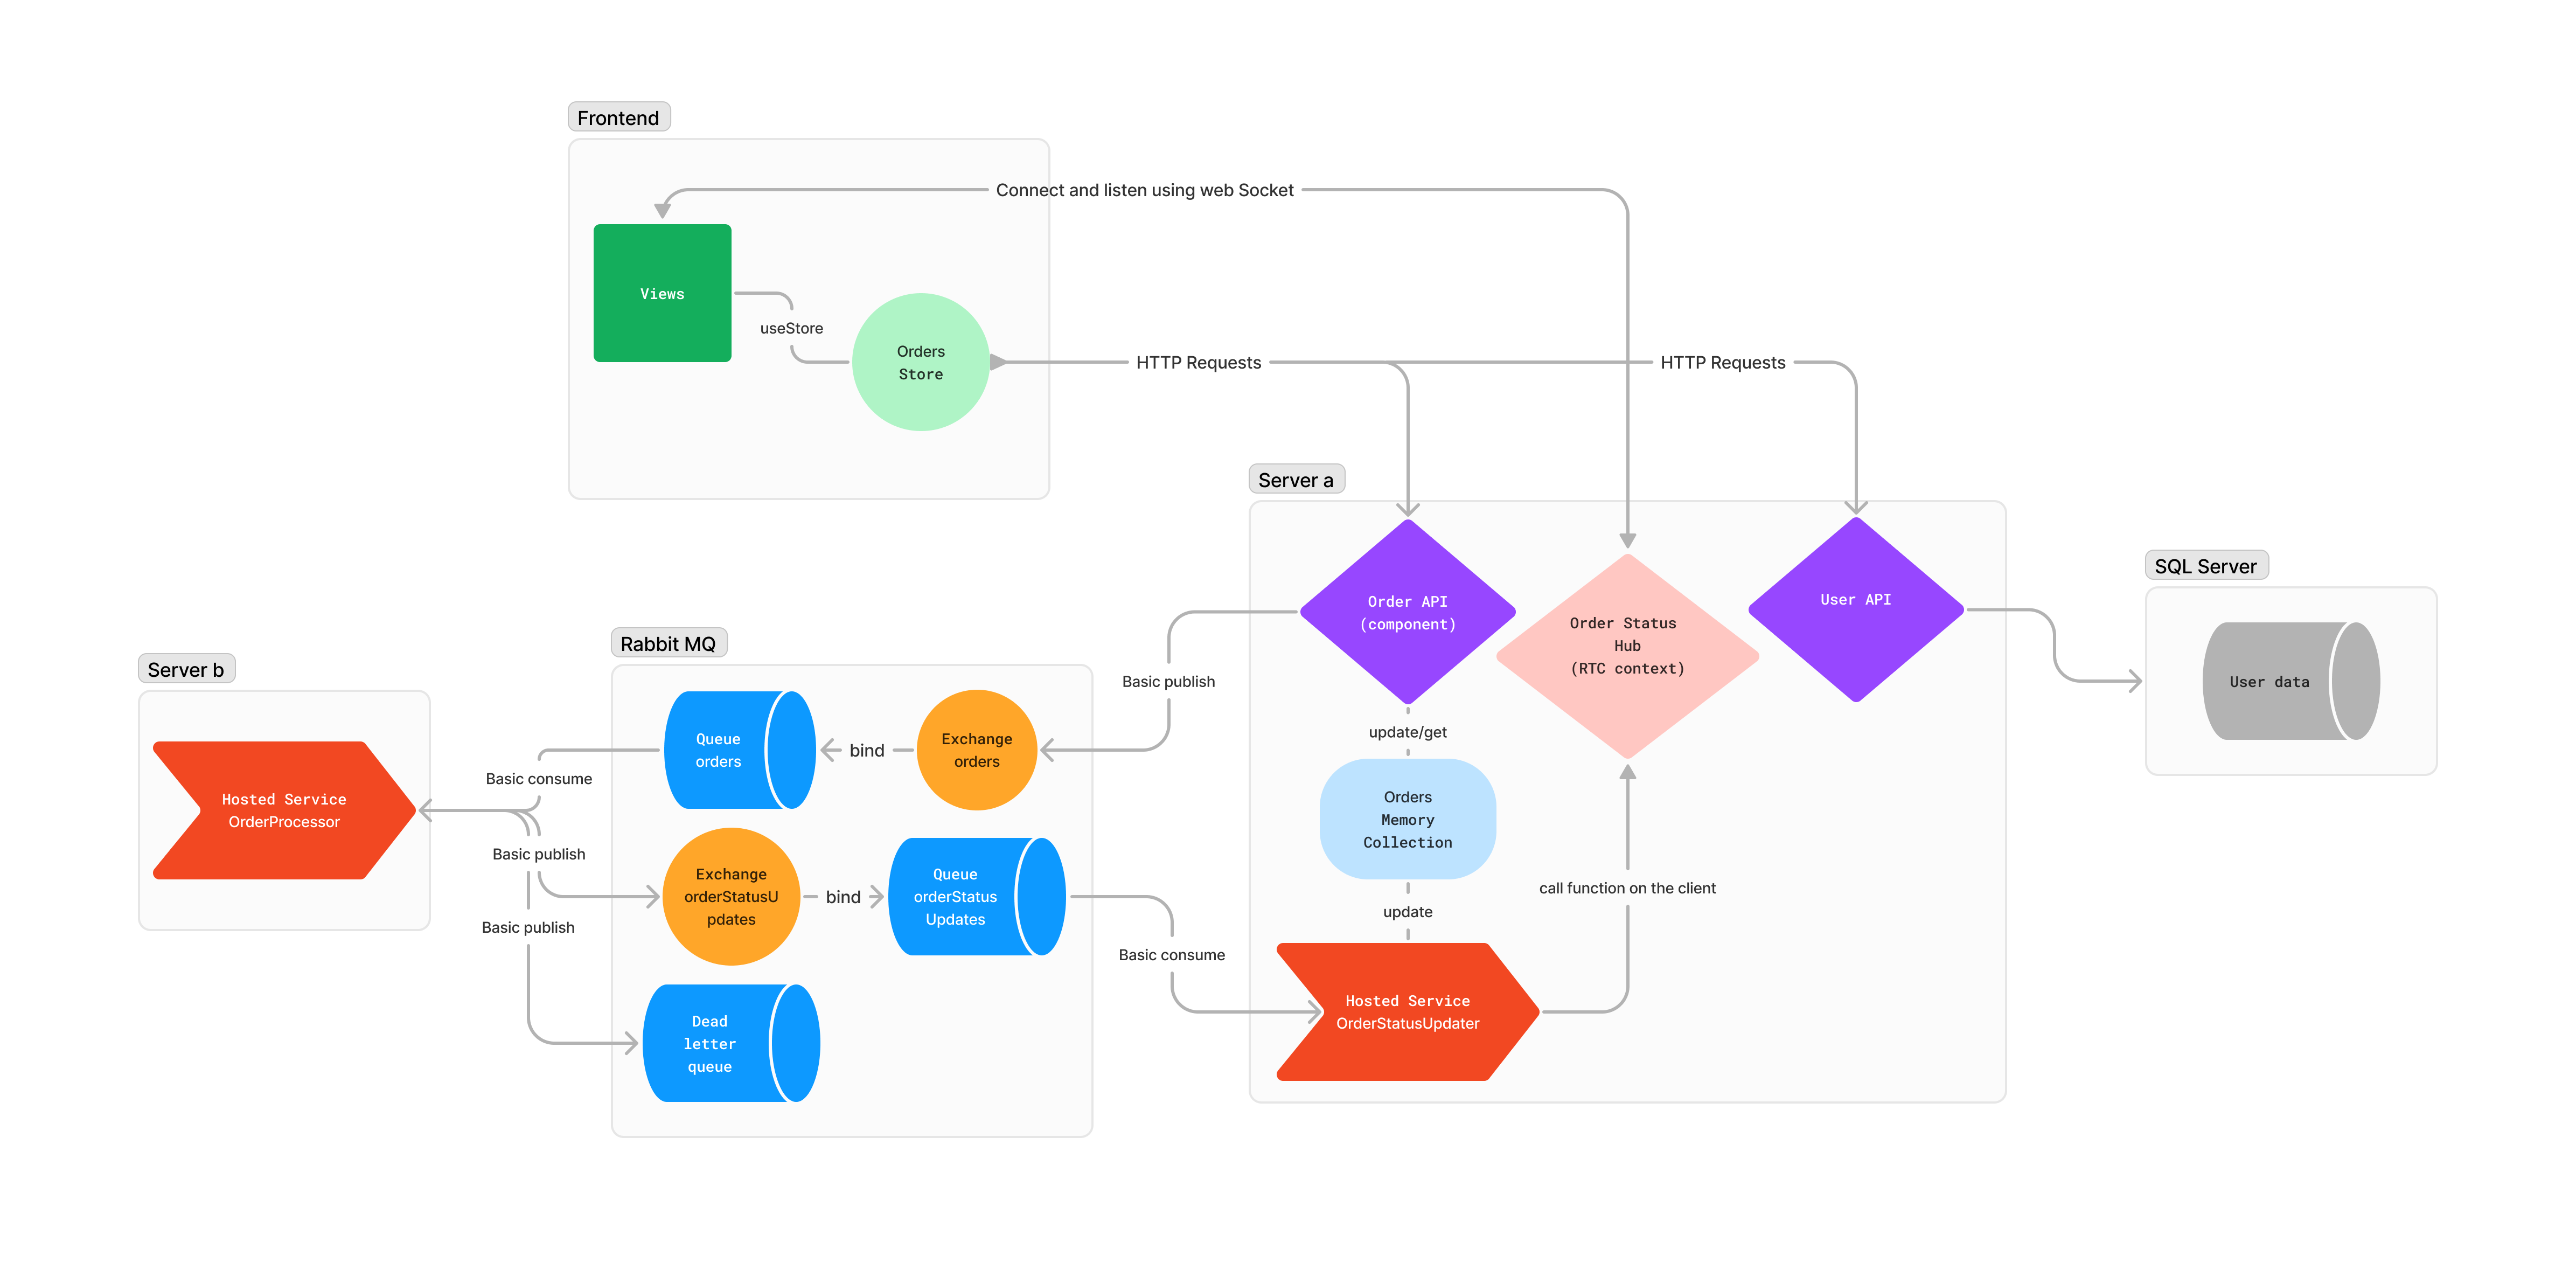 Frontend
Connect and listen using web Socket
Views
useStore
Orders
Store
HTTP Requests
HTTP Requests
Server a
Order API
(component)
Order Status
Hub
(RTC context)
User API
SQL Server
User data
Basic publish
update/get
Orders
Memory
Collection
update
call function on the client
Hosted Service
OrderStatusUpdater
Rabbit MQ
Queue
orders
bind
Exchange
orders
Server b
Hosted Service
OrderProcessor
Basic consume
Basic publish
Basic publish
Exchange
orderStatusU
pdates
bind
Queue
orderStatus
Updates
Basic consume
Dead
letter
queue